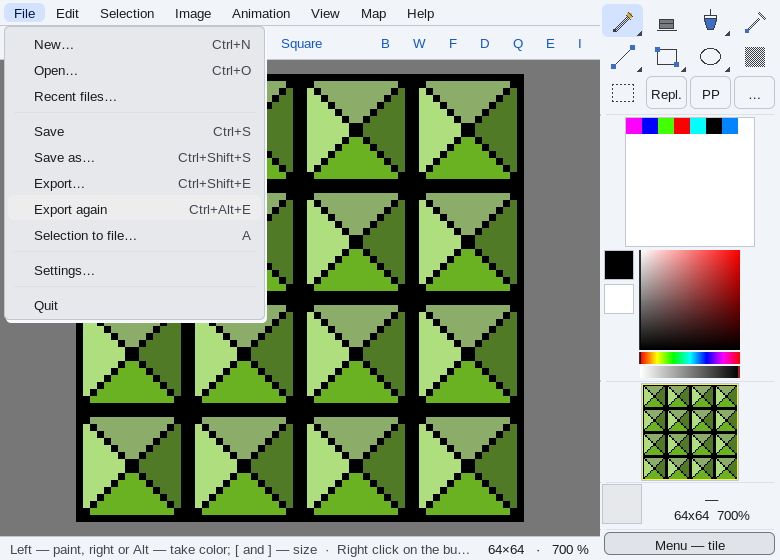 File Edit Selection Image Animation View Map Help
Square B W F D Q E I
New… Ctrl+N
Open… Ctrl+O
Recent files…
Save Ctrl+S
Save as… Ctrl+Shift+S
Export… Ctrl+Shift+E
Export again Ctrl+Alt+E
Selection to file… A
Settings…
Quit
Repl. PP …
—
64x64 700%
Menu — tile
Left — paint, right or Alt — take color; [ and ] — size · Right click on the bu… 64×64 · 700 %